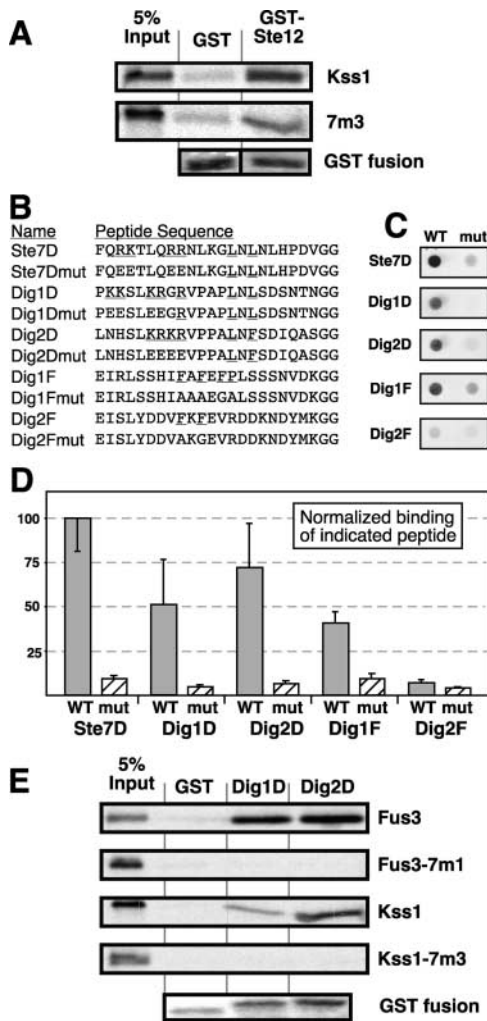 A
5% Input
GST
GST-Ste12
Kss1
7m3
GST fusion
B
Name Peptide Sequence
Ste7D FQRKTLQRRNLKGLNLNLHPDVGG
Ste7Dmut FQEETLQEENLKGLNLNLHPDVGG
Dig1D PKKSLKRGRVPAPLNLSDSNTNGG
Dig1Dmut PEESLEEGRVPAPLNLSDSNTNGG
Dig2D LNHSLKRKRVPPALNFSDIQASGG
Dig2Dmut LNHSLEEEEVPPALNFSDIQASGG
Dig1F EIRLSSHIFAFEFPLSSSNVDKGG
Dig1Fmut EIRLSSHIAAAEGALSSSNVDKGG
Dig2F EISLYDDVFKFEVRDDKNDYMKGG
Dig2Fmut EISLYDDVAKGEVRDDKNDYMKGG
C
WT mut
Ste7D
Dig1D
Dig2D
Dig1F
Dig2F
D
Normalized binding
of indicated peptide
100
75
50
25
WT mut WT mut WT mut WT mut WT mut
Ste7D Dig1D Dig2D Dig1F Dig2F
E
5% Input
GST
Dig1D
Dig2D
Fus3
Fus3-7m1
Kss1
Kss1-7m3
GST fusion